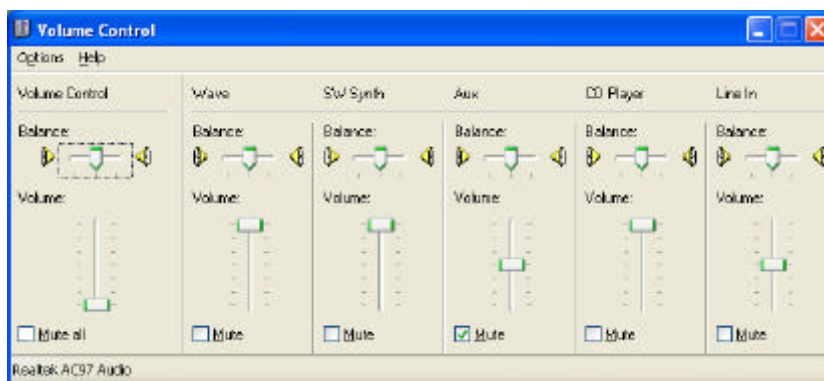 Volume Control
Options Help
Volume Control Wave SW Synth Aux CD Player Line In
Balance: Balance: Balance: Balance: Balance: Balance:
Volume: Volume: Volume: Volume: Volume: Volume:
Mute all Mute Mute Mute Mute Mute
Realtek AC97 Audio